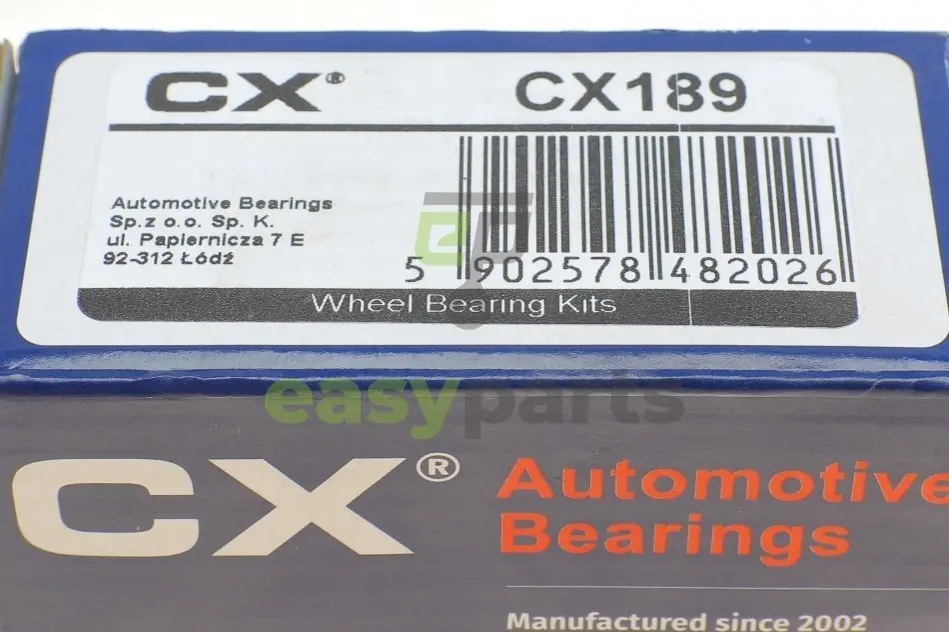 CX® CX189
Automotive Bearings
Sp.z o.o. Sp. K.
ul. Papiernicza 7 E
92-312 Łódź
5 902578 482026
Wheel Bearing Kits
easyparts
CX® Automotive
Bearings
Manufactured since 2002